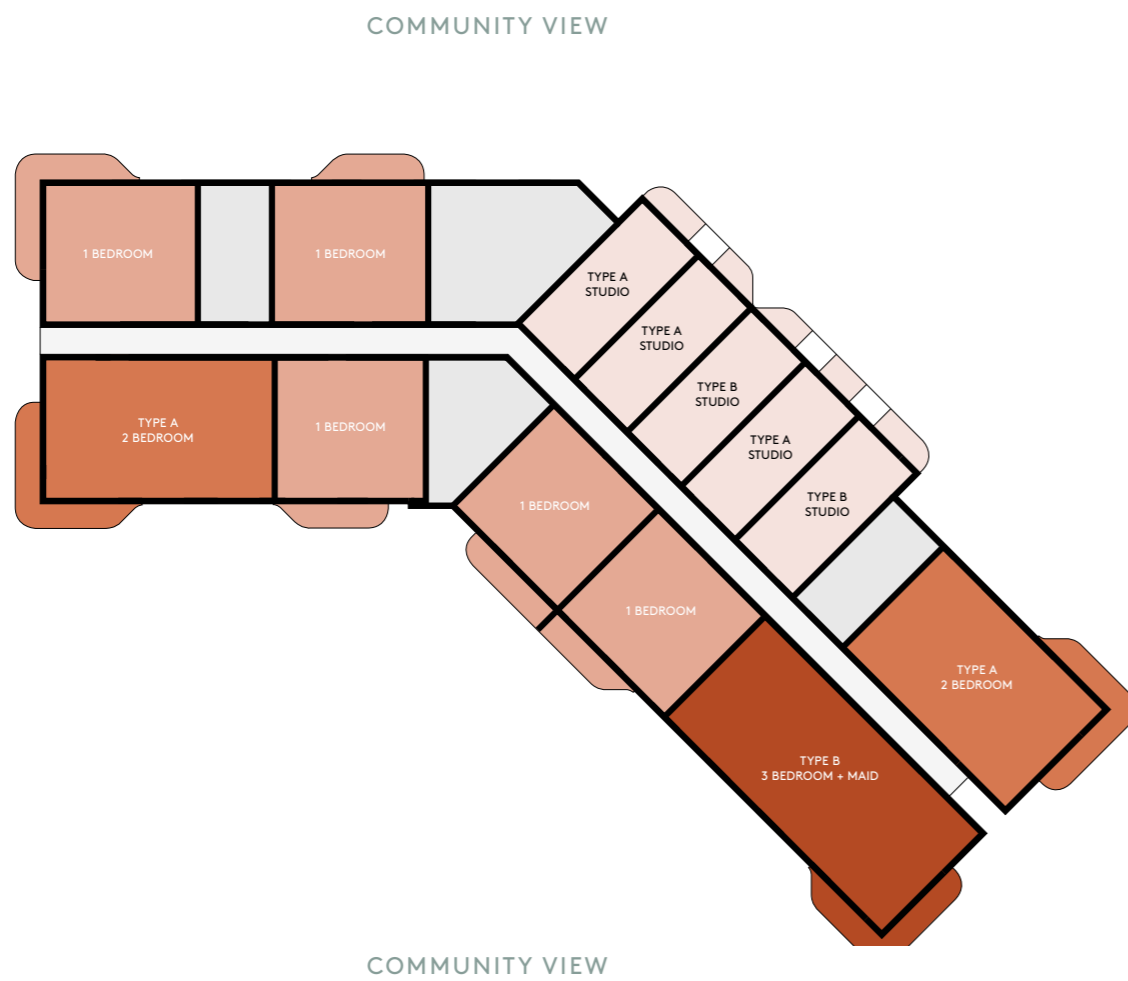 COMMUNITY VIEW
1 BEDROOM
1 BEDROOM
TYPE A
STUDIO
TYPE A
STUDIO
TYPE B
STUDIO
TYPE A
STUDIO
TYPE B
STUDIO
TYPE A
2 BEDROOM
1 BEDROOM
1 BEDROOM
1 BEDROOM
TYPE A
2 BEDROOM
TYPE B
3 BEDROOM + MAID
COMMUNITY VIEW